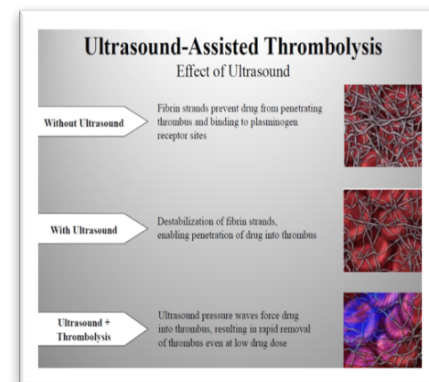 Ultrasound-Assisted Thrombolysis
Effect of Ultrasound
Without Ultrasound
Fibrin strands prevent drug from penetrating
thrombus and binding to plasminogen
receptor sites
With Ultrasound
Destabilization of fibrin strands,
enabling penetration of drug into thrombus
Ultrasound +
Thrombolysis
Ultrasound pressure waves force drug
into thrombus, resulting in rapid removal
of thrombus even at low drug dose